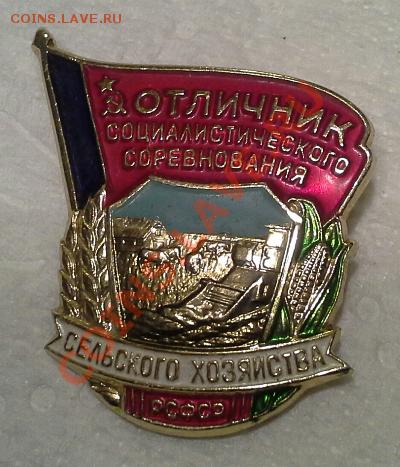 COINS.LAVE.RU
ОТЛИЧНИК
СОЦИАЛИСТИЧЕСКОГО
СОРЕВНОВАНИЯ
СЕЛЬСКОГО ХОЗЯЙСТВА
РСФСР